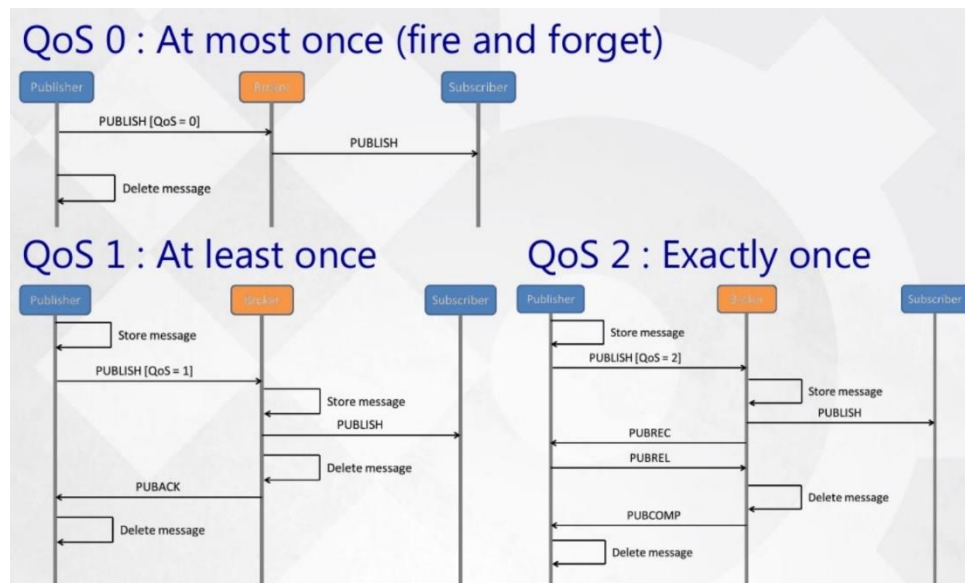 QoS 0 : At most once (fire and forget)
Publisher
Broker
Subscriber
PUBLISH [QoS = 0]
PUBLISH
Delete message
QoS 1 : At least once
Publisher
Broker
Subscriber
Store message
PUBLISH [QoS = 1]
Store message
PUBLISH
Delete message
PUBACK
Delete message
QoS 2 : Exactly once
Publisher
Broker
Subscriber
Store message
PUBLISH [QoS = 2]
Store message
PUBLISH
PUBREC
PUBREL
Delete message
PUBCOMP
Delete message